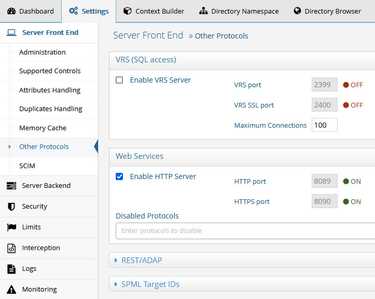 Dashboard Settings Context Builder Directory Namespace Directory Browser
Server Front End
Administration
Supported Controls
Attributes Handling
Duplicates Handling
Memory Cache
Other Protocols
SCIM
Server Backend
Security
Limits
Interception
Logs
Monitoring
Server Front End » Other Protocols
VRS (SQL access)
Enable VRS Server
VRS port 2399 OFF
VRS SSL port 2400 OFF
Maximum Connections 100
Web Services
Enable HTTP Server
HTTP port 8089 ON
HTTPS port 8090 ON
Disabled Protocols
Enter protocols to disable
REST/ADAP
SPML Target IDs